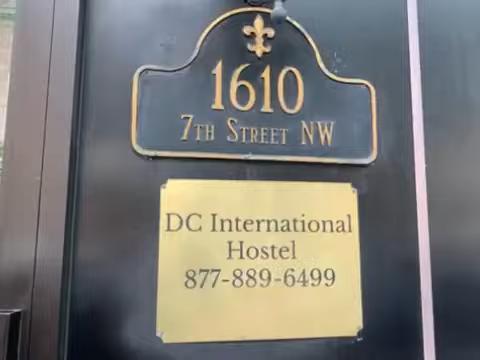 1610
7TH STREET NW
DC International
Hostel
877-889-6499